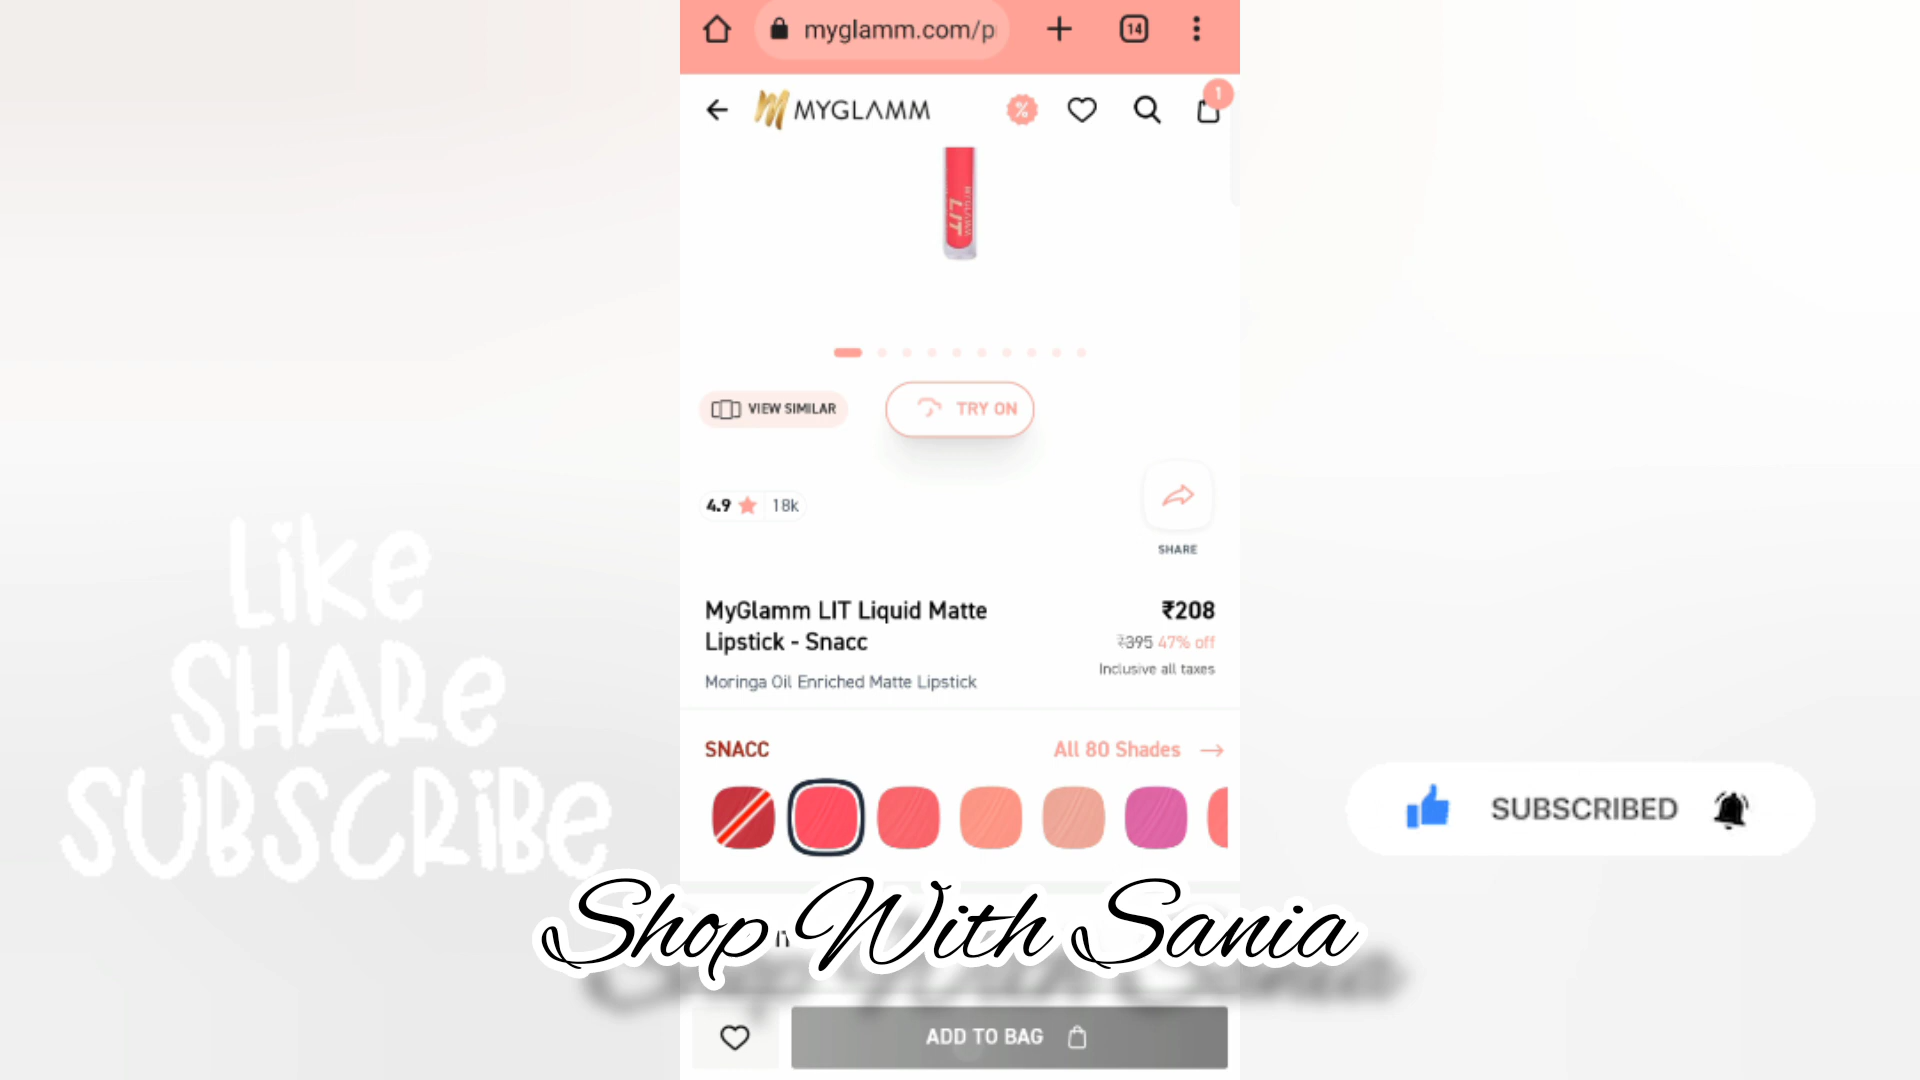 myglamm.com/p
14
MYGLAMM
%
1
MYGLAMM
LIT
VIEW SIMILAR
TRY ON
4.9 18k
SHARE
MyGlamm LIT Liquid Matte
Lipstick - Snacc
₹208
₹395 47% off
Inclusive all taxes
Moringa Oil Enriched Matte Lipstick
SNACC
All 80 Shades →
Like
SHARe
SUBSCRiBe
SUBSCRIBED
Shop With Sania
ADD TO BAG